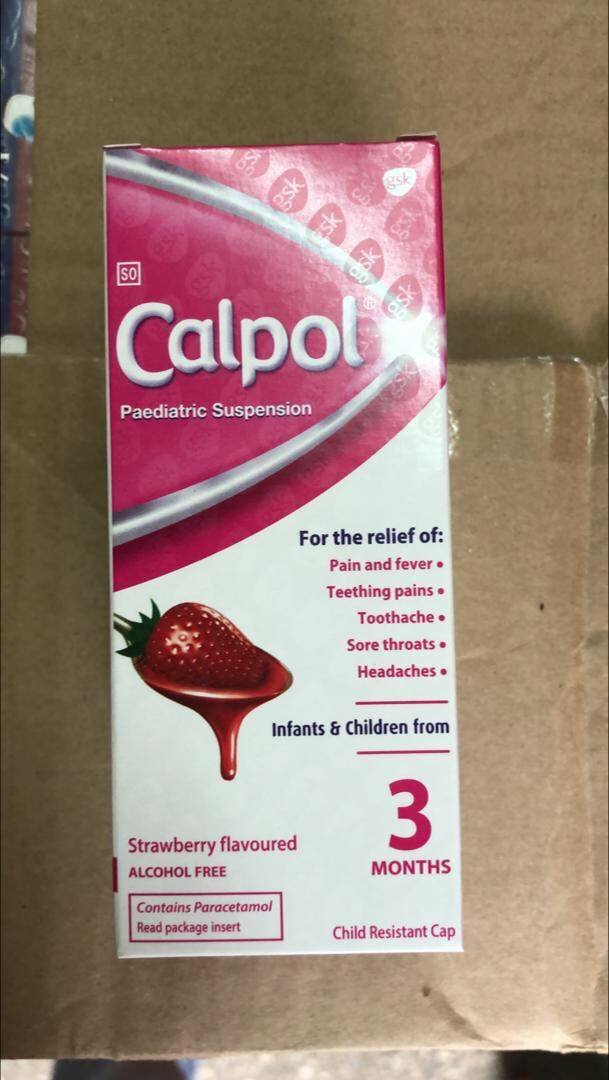 gsk
S0
Calpol®
Paediatric Suspension
For the relief of:
Pain and fever •
Teething pains •
Toothache •
Sore throats •
Headaches •
Infants & Children from
3
MONTHS
Strawberry flavoured
ALCOHOL FREE
Contains Paracetamol
Read package insert
Child Resistant Cap